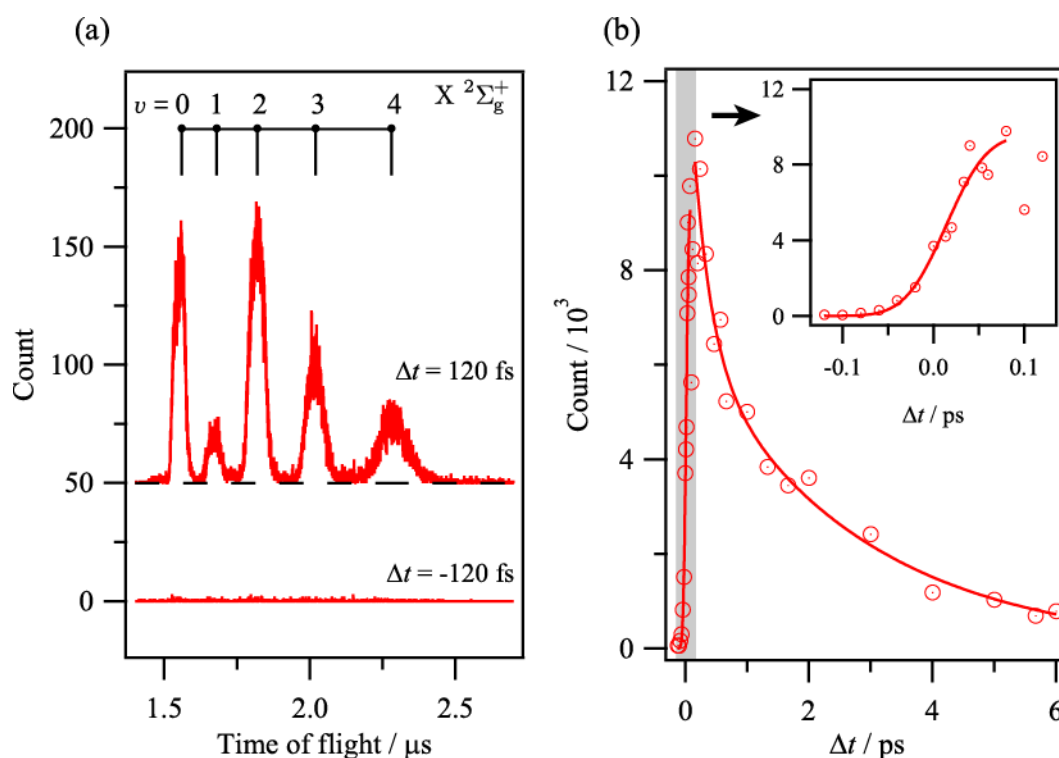 (a)
υ = 0 1 2 3 4 X ²Σg⁺
200
150
100
50
0
Count
Δt = 120 fs
Δt = -120 fs
1.5 2.0 2.5
Time of flight / μs
(b)
12
8
4
0
Count / 10³
0 2 4 6
Δt / ps
12
8
4
0
-0.1 0.0 0.1
Δt / ps